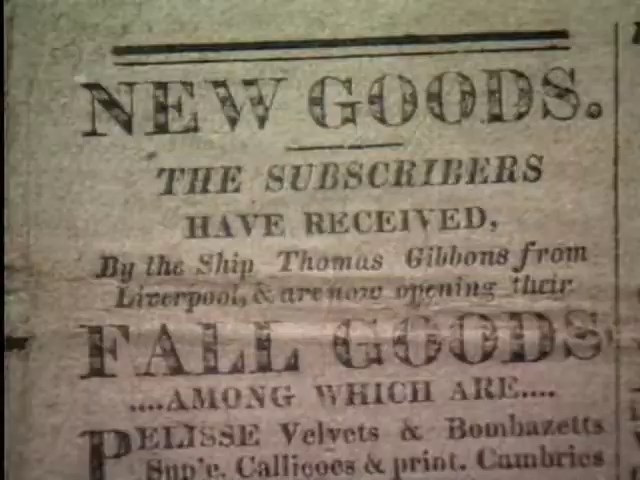 NEW GOODS.
THE SUBSCRIBERS
HAVE RECEIVED,
By the Ship Thomas Gibbons from
Liverpool, & are now opening their
FALL GOODS
....AMONG WHICH ARE....
PELISSE Velvets & Bombazetts
Sup'e. Callicoes & print. Cambrics